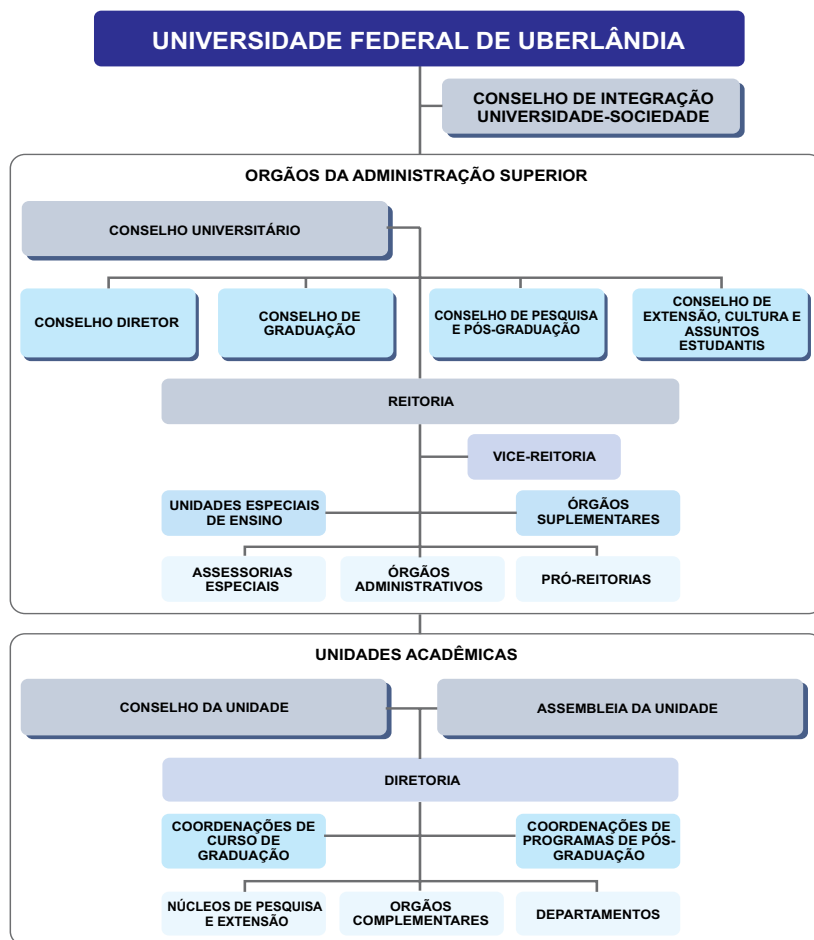 UNIVERSIDADE FEDERAL DE UBERLÂNDIA
CONSELHO DE INTEGRAÇÃO
UNIVERSIDADE-SOCIEDADE
ORGÃOS DA ADMINISTRAÇÃO SUPERIOR
CONSELHO UNIVERSITÁRIO
CONSELHO DIRETOR
CONSELHO DE
GRADUAÇÃO
CONSELHO DE PESQUISA
E PÓS-GRADUAÇÃO
CONSELHO DE
EXTENSÃO, CULTURA E
ASSUNTOS
ESTUDANTIS
REITORIA
VICE-REITORIA
UNIDADES ESPECIAIS
DE ENSINO
ÓRGÃOS
SUPLEMENTARES
ASSESSORIAS
ESPECIAIS
ÓRGÃOS
ADMINISTRATIVOS
PRÓ-REITORIAS
UNIDADES ACADÊMICAS
CONSELHO DA UNIDADE
ASSEMBLEIA DA UNIDADE
DIRETORIA
COORDENAÇÕES DE
CURSO DE
GRADUAÇÃO
COORDENAÇÕES DE
PROGRAMAS DE PÓS-
GRADUAÇÃO
NÚCLEOS DE PESQUISA
E EXTENSÃO
ORGÃOS
COMPLEMENTARES
DEPARTAMENTOS